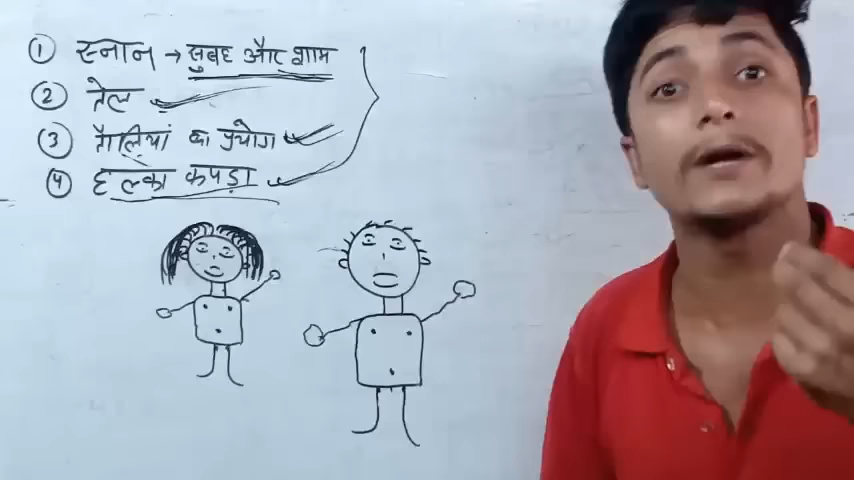 ① स्नान → सुबह और शाम
② तेल
③ तौलियां का प्रयोग
④ हल्का कपड़ा